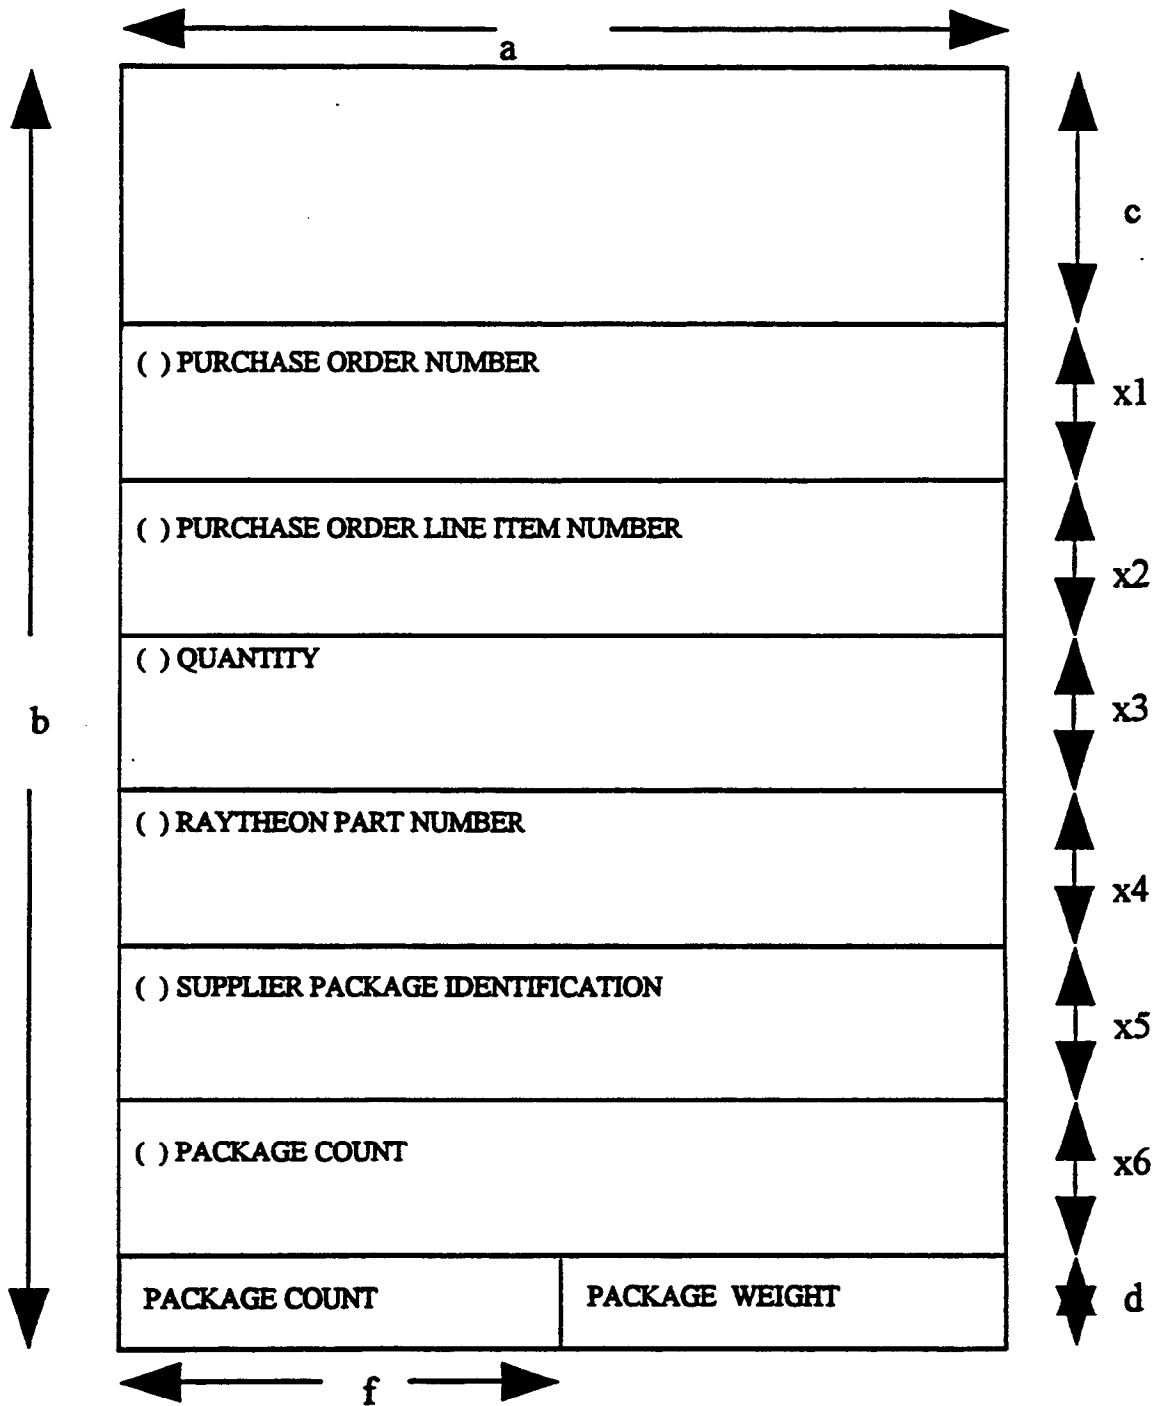 a
c
( ) PURCHASE ORDER NUMBER
x1
( ) PURCHASE ORDER LINE ITEM NUMBER
x2
( ) QUANTITY
x3
b
( ) RAYTHEON PART NUMBER
x4
( ) SUPPLIER PACKAGE IDENTIFICATION
x5
( ) PACKAGE COUNT
x6
PACKAGE COUNT
PACKAGE WEIGHT
d
f